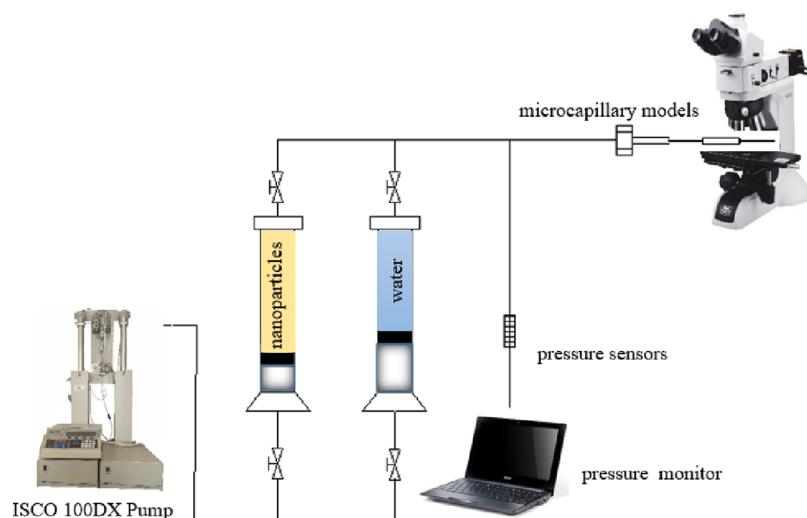 microcapillary models
nanoparticles
water
pressure sensors
pressure monitor
ISCO 100DX Pump